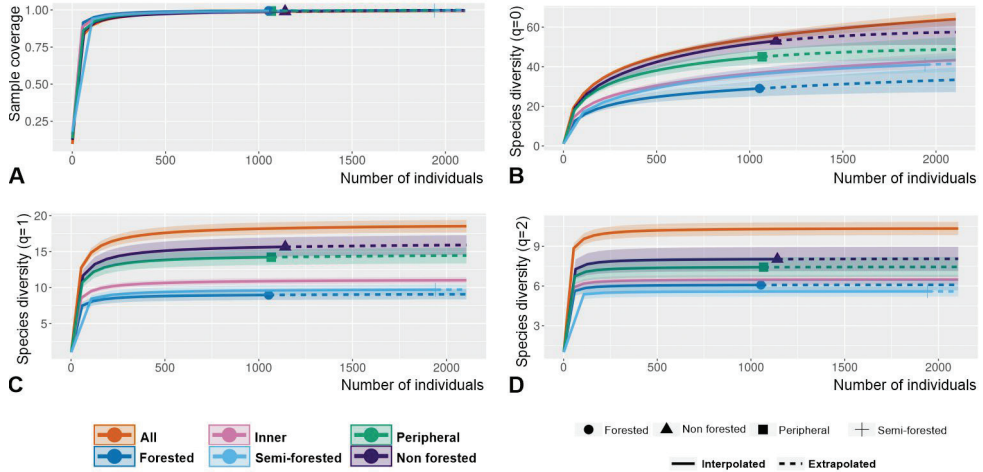 Sample coverage
1.00
0.75
0.50
0.25
0
500
1000
1500
2000
A
Number of individuals
Species diversity (q=0)
60
40
20
0
0
500
1000
1500
2000
B
Number of individuals
Species diversity (q=1)
20
15
10
5
0
500
1000
1500
2000
C
Number of individuals
Species diversity (q=2)
9
6
3
0
500
1000
1500
2000
D
Number of individuals
All
Inner
Peripheral
Forested
Semi-forested
Non forested
Forested
Non forested
Peripheral
Semi-forested
Interpolated
Extrapolated